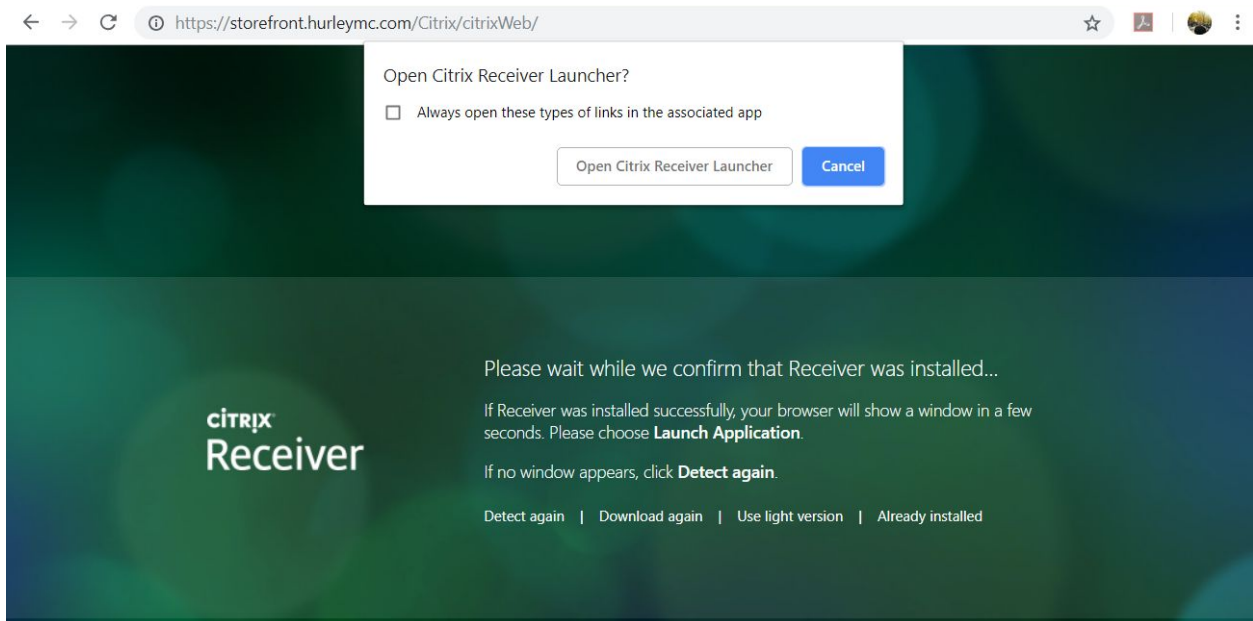 https://storefront.hurleymc.com/Citrix/citrixWeb/
Open Citrix Receiver Launcher?
Always open these types of links in the associated app
Open Citrix Receiver Launcher
Cancel
Please wait while we confirm that Receiver was installed...
If Receiver was installed successfully, your browser will show a window in a few
seconds. Please choose Launch Application.
If no window appears, click Detect again.
CİTRIX
Receiver
Detect again | Download again | Use light version | Already installed